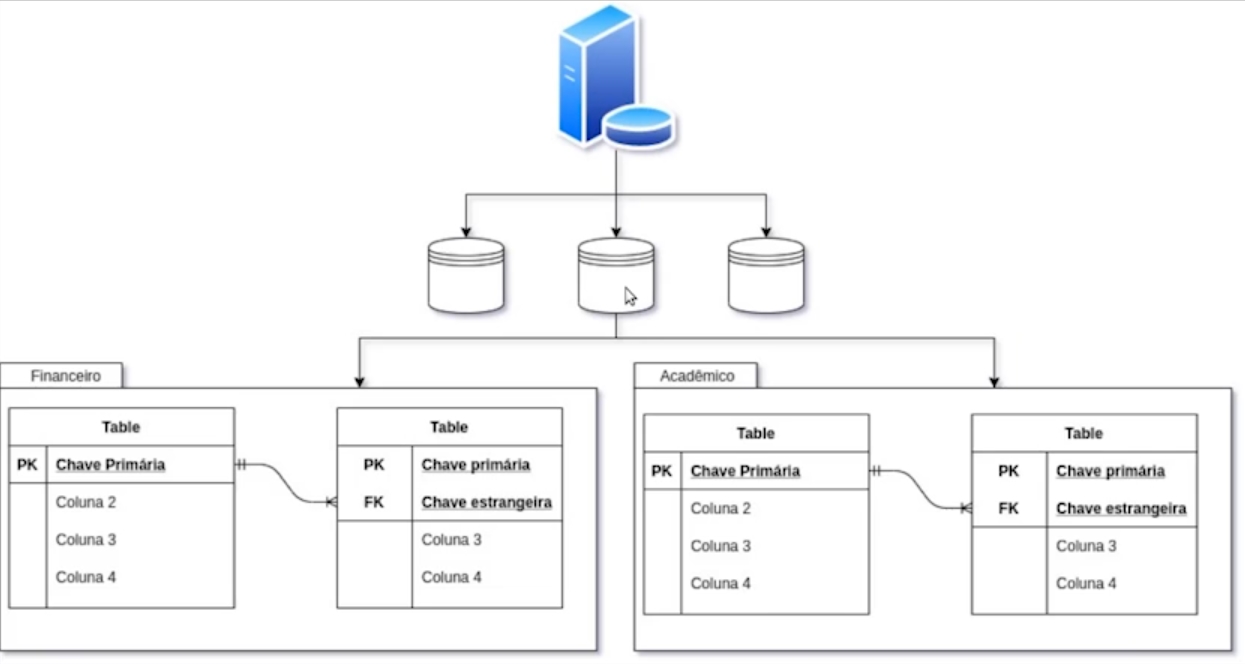 Financeiro
Table
PK Chave Primária
Coluna 2
Coluna 3
Coluna 4
Table
PK Chave primária
FK Chave estrangeira
Coluna 3
Coluna 4
Acadêmico
Table
PK Chave Primária
Coluna 2
Coluna 3
Coluna 4
Table
PK Chave primária
FK Chave estrangeira
Coluna 3
Coluna 4